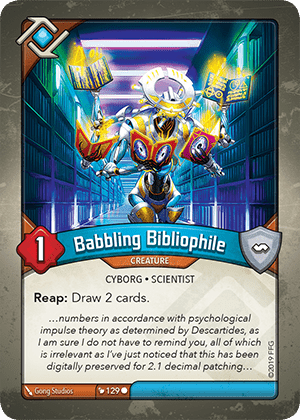 1
Babbling Bibliophile
CREATURE
CYBORG • SCIENTIST
Reap: Draw 2 cards.
...numbers in accordance with psychological
impulse theory as determined by Descartides, as
I am sure I do not have to remind you, all of which
is irrelevant as I've just noticed that this has been
digitally preserved for 2.1 decimal patching...
Gong Studios
129
©2019 FFG